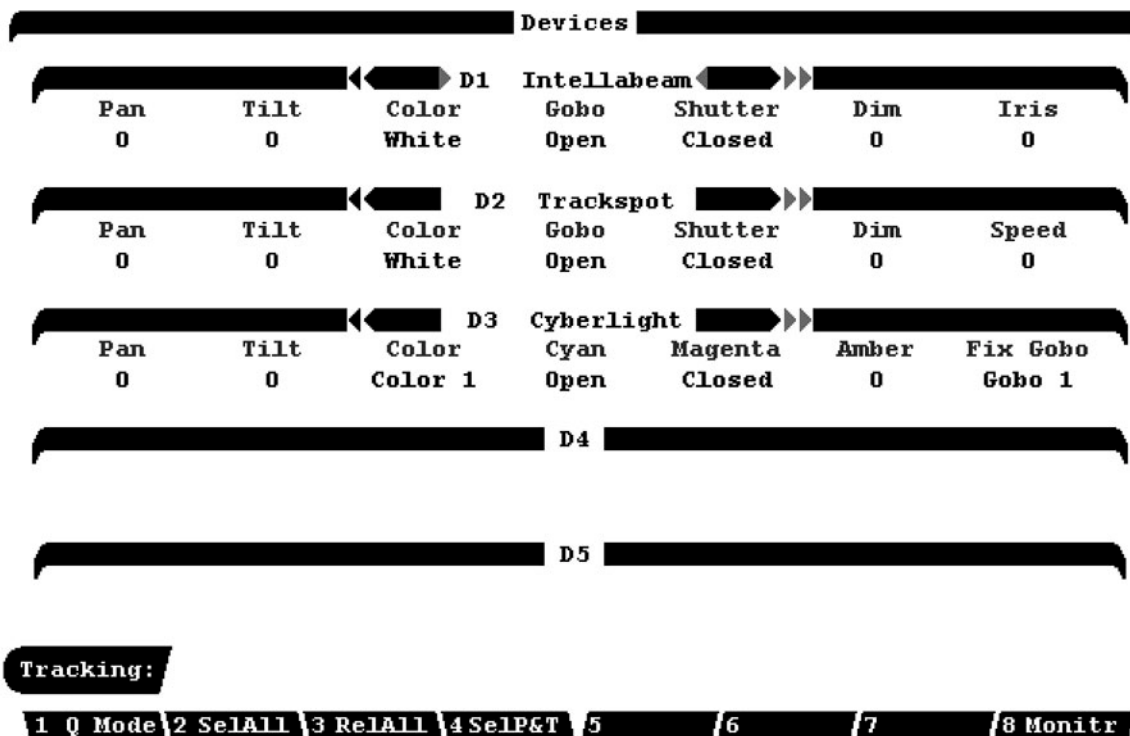 Devices
D1 Intellabeam
Pan Tilt Color Gobo Shutter Dim Iris
0 0 White Open Closed 0 0
D2 Trackspot
Pan Tilt Color Gobo Shutter Dim Speed
0 0 White Open Closed 0 0
D3 Cyberlight
Pan Tilt Color Cyan Magenta Amber Fix Gobo
0 0 Color 1 Open Closed 0 Gobo 1
D4
D5
Tracking:
1 Q Mode 2 SelAll 3 RelAll 4 SelP&T 5 6 7 8 Monitr